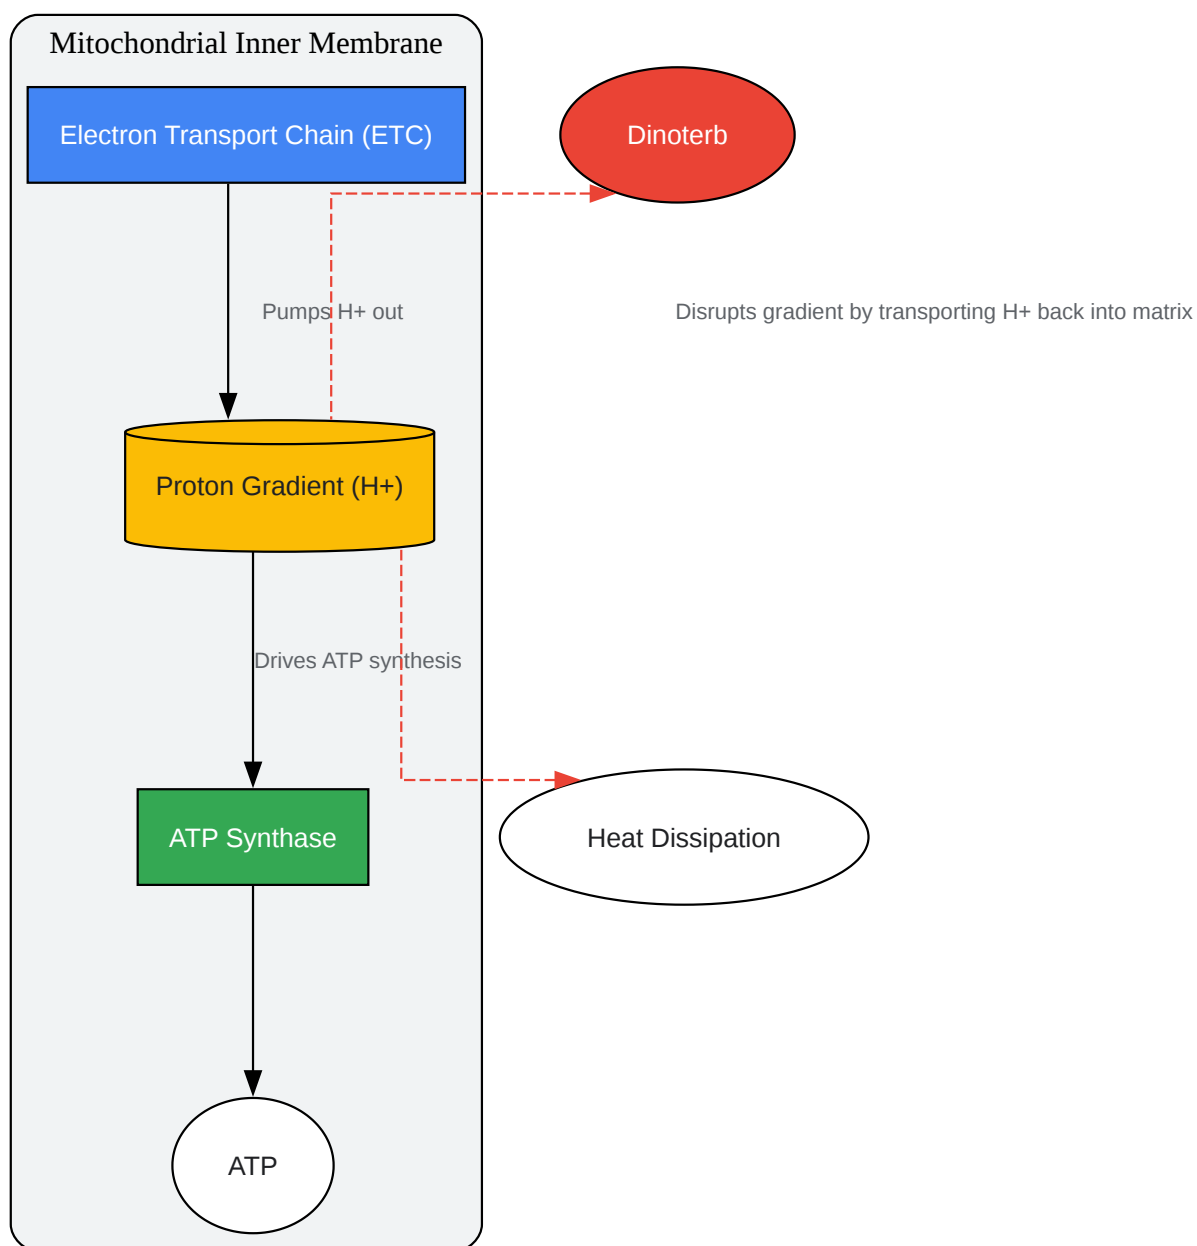 Mitochondrial Inner Membrane
Electron Transport Chain (ETC)
Dinoterb
Pumps H+ out
Disrupts gradient by transporting H+ back into matrix
Proton Gradient (H+)
Drives ATP synthesis
ATP Synthase
Heat Dissipation
ATP